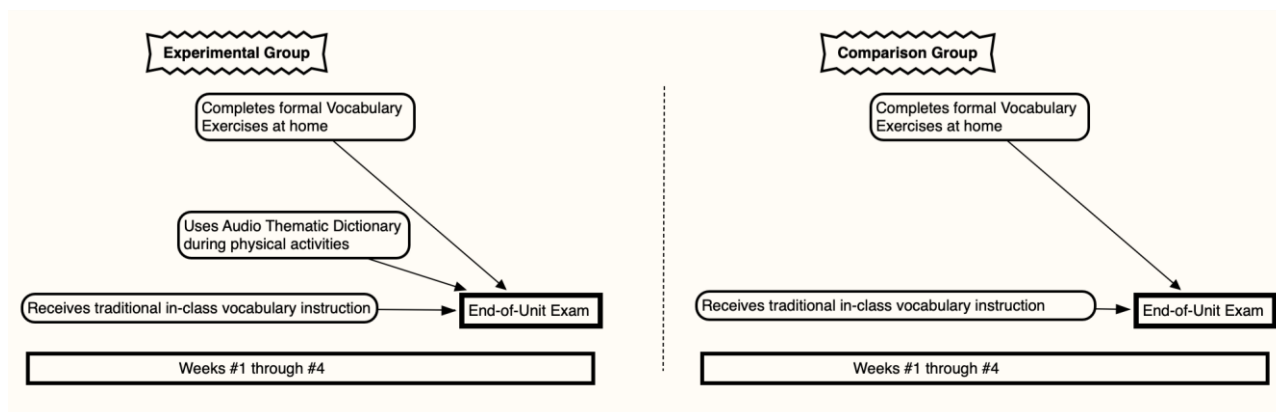 Experimental Group
Completes formal Vocabulary
Exercises at home
Uses Audio Thematic Dictionary
during physical activities
Receives traditional in-class vocabulary instruction
End-of-Unit Exam
Weeks #1 through #4
Comparison Group
Completes formal Vocabulary
Exercises at home
Receives traditional in-class vocabulary instruction
End-of-Unit Exam
Weeks #1 through #4